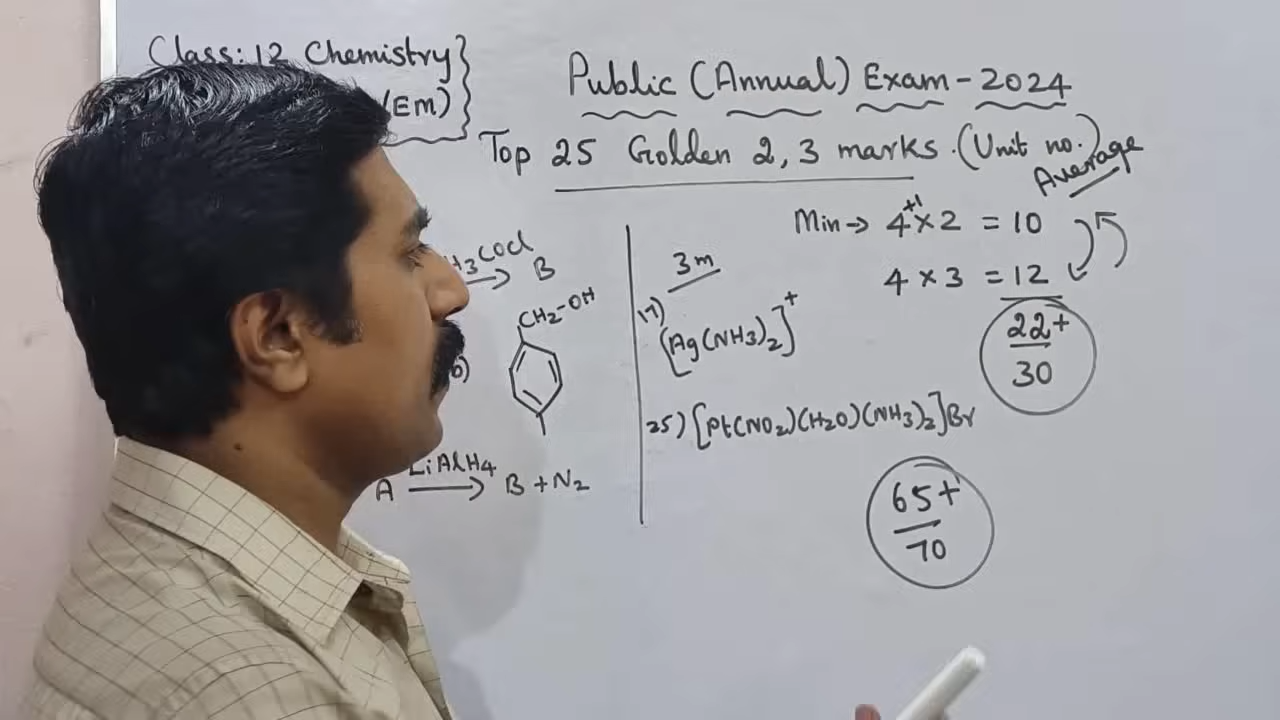 Class: 12 Chemistry
(Em)
Public (Annual) Exam - 2024
Top 25 Golden 2, 3 marks. (Unit no.)
Average
Min → 4+1 × 2 = 10
4 × 3 = 12
22+
30
H3COCl
→ B
CH2-OH
b)
LiAlH4
A → B + N2
3m
17)
[Ag(NH3)2]+
25) [Pt(NO2)(H2O)(NH3)2]Br
65+
70